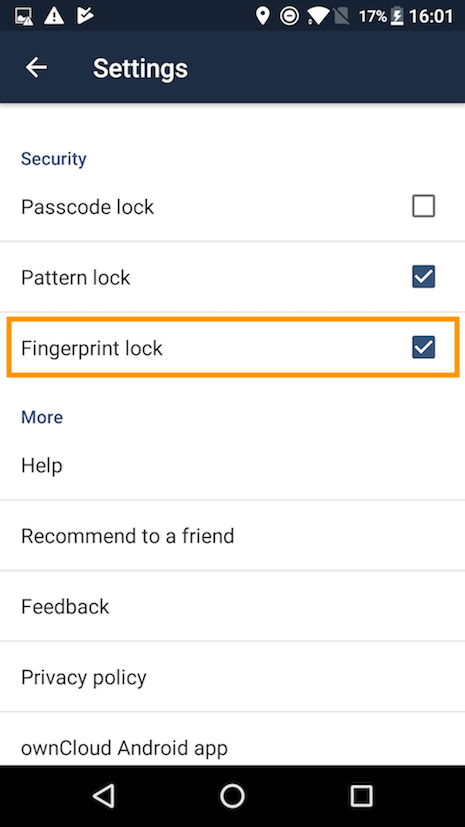 17% 16:01
Settings
Security
Passcode lock
Pattern lock
Fingerprint lock
More
Help
Recommend to a friend
Feedback
Privacy policy
ownCloud Android app